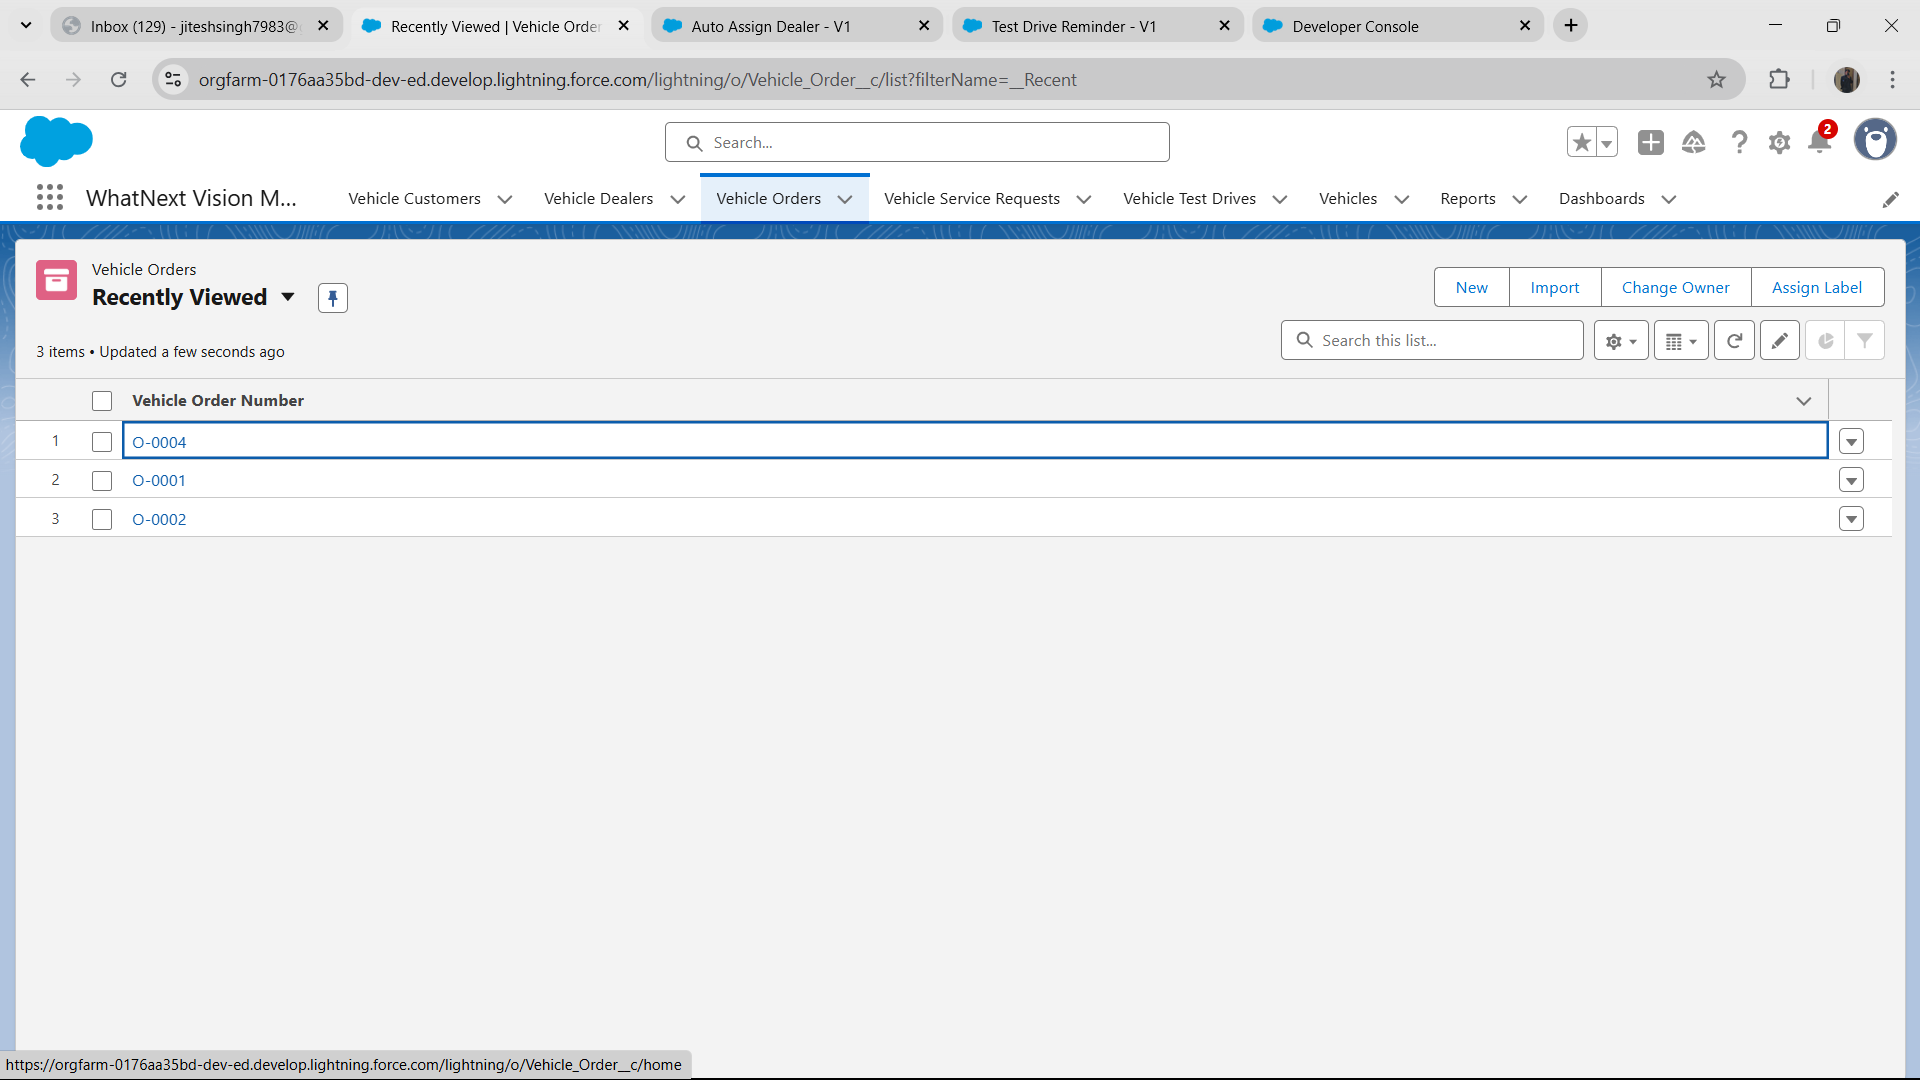 Inbox (129) - jiteshsingh7983@
Recently Viewed | Vehicle Order
Auto Assign Dealer - V1
Test Drive Reminder - V1
Developer Console
orgfarm-0176aa35bd-dev-ed.develop.lightning.force.com/lightning/o/Vehicle_Order__c/list?filterName=__Recent
Search...
2
WhatNext Vision M...
Vehicle Customers
Vehicle Dealers
Vehicle Orders
Vehicle Service Requests
Vehicle Test Drives
Vehicles
Reports
Dashboards
Vehicle Orders
Recently Viewed
New
Import
Change Owner
Assign Label
3 items • Updated a few seconds ago
Search this list...
Vehicle Order Number
1 O-0004
2 O-0001
3 O-0002
https://orgfarm-0176aa35bd-dev-ed.develop.lightning.force.com/lightning/o/Vehicle_Order__c/home